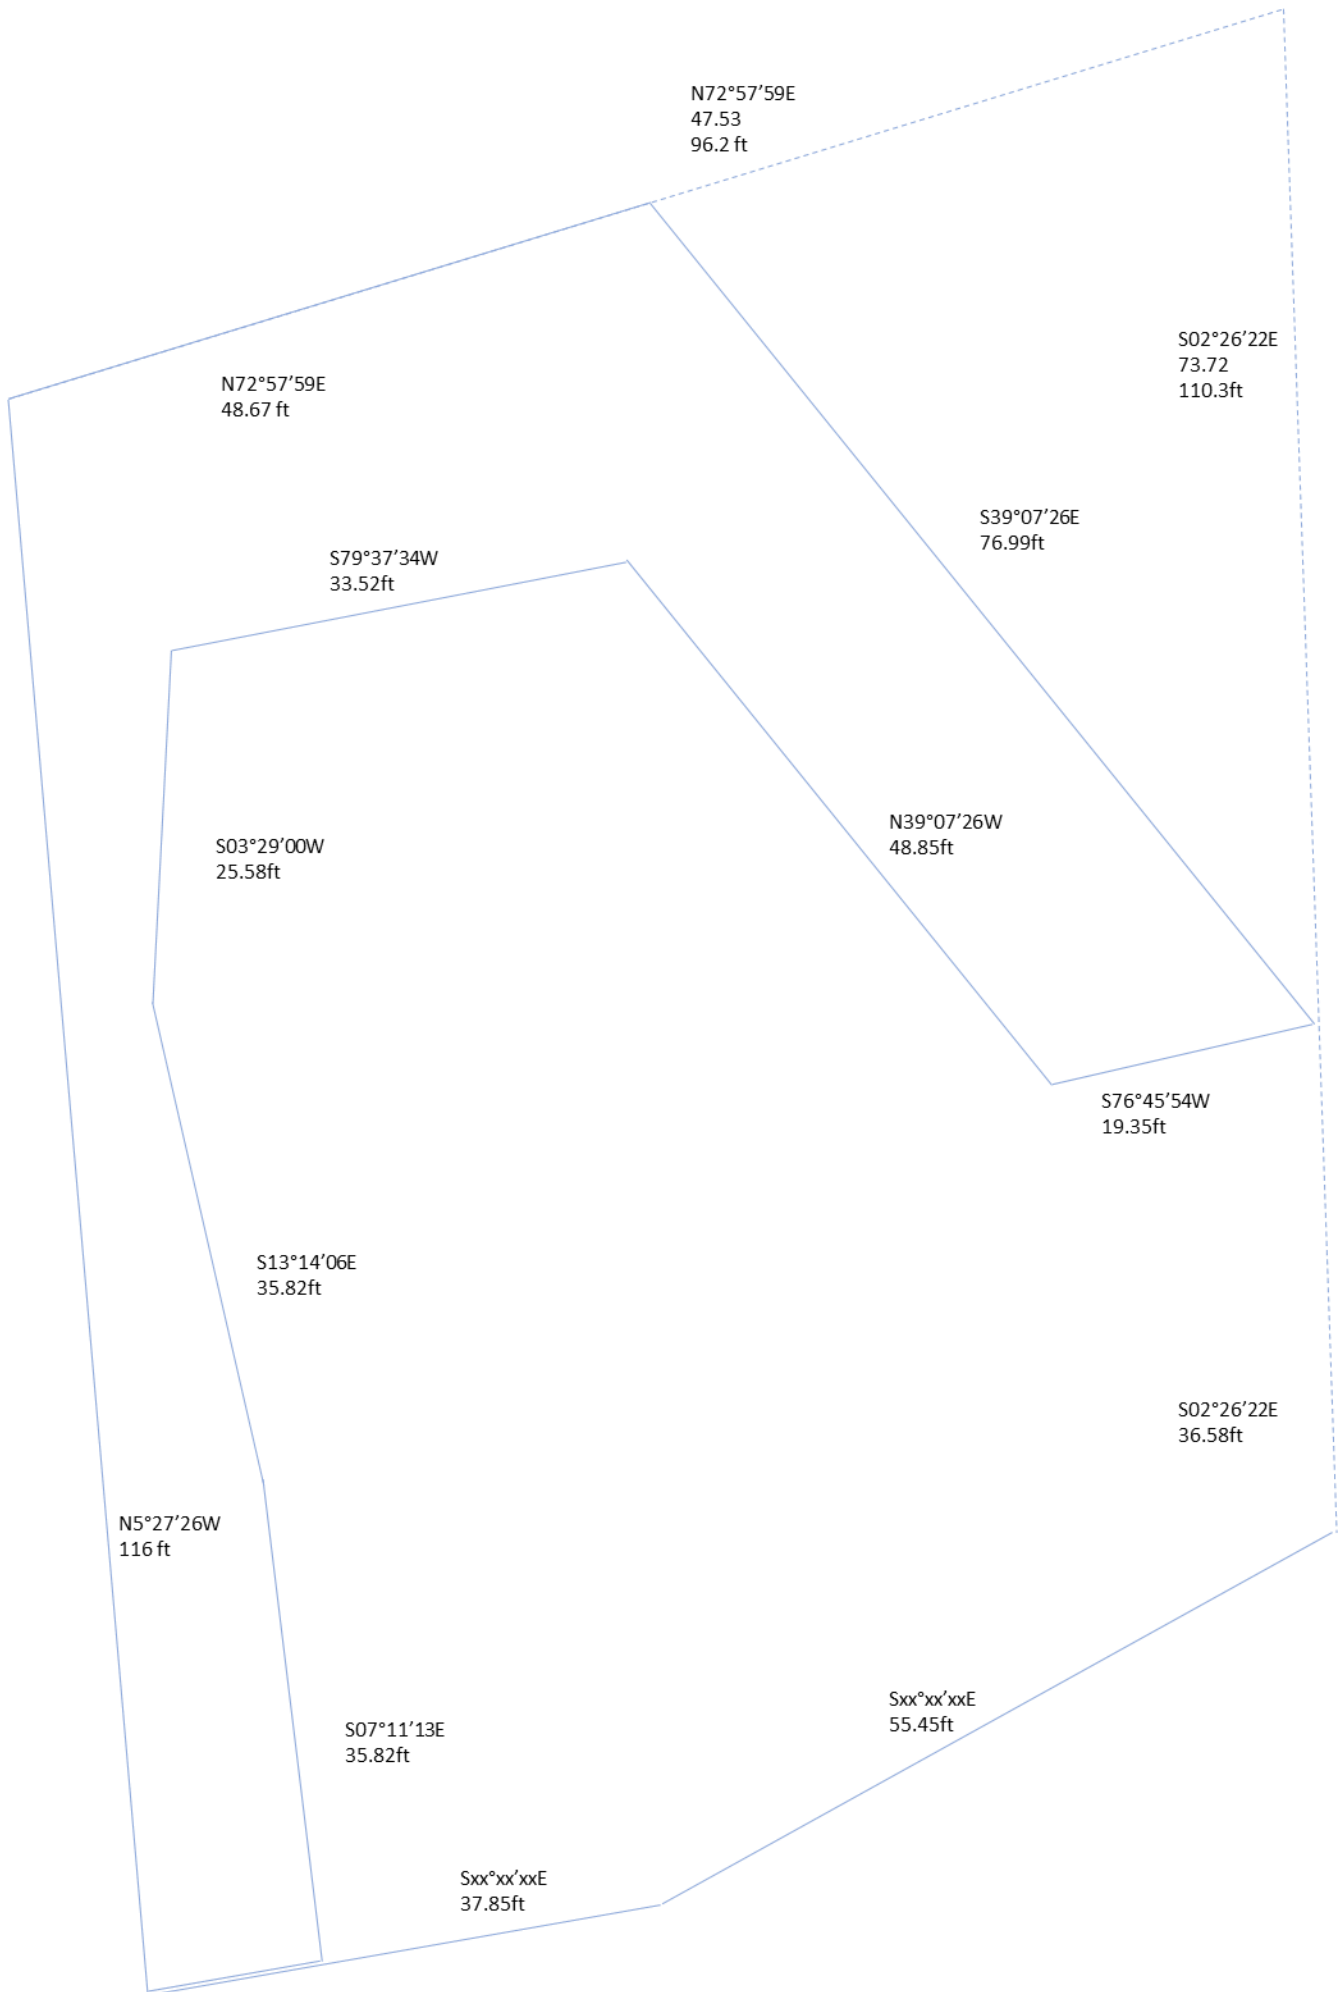 N72°57’59E
47.53
96.2 ft
S02°26’22E
73.72
110.3ft
N72°57’59E
48.67 ft
S39°07’26E
76.99ft
S79°37’34W
33.52ft
N39°07’26W
48.85ft
S03°29’00W
25.58ft
S76°45’54W
19.35ft
S13°14’06E
35.82ft
S02°26’22E
36.58ft
N5°27’26W
116 ft
Sxx°xx’xxE
55.45ft
S07°11’13E
35.82ft
Sxx°xx’xxE
37.85ft